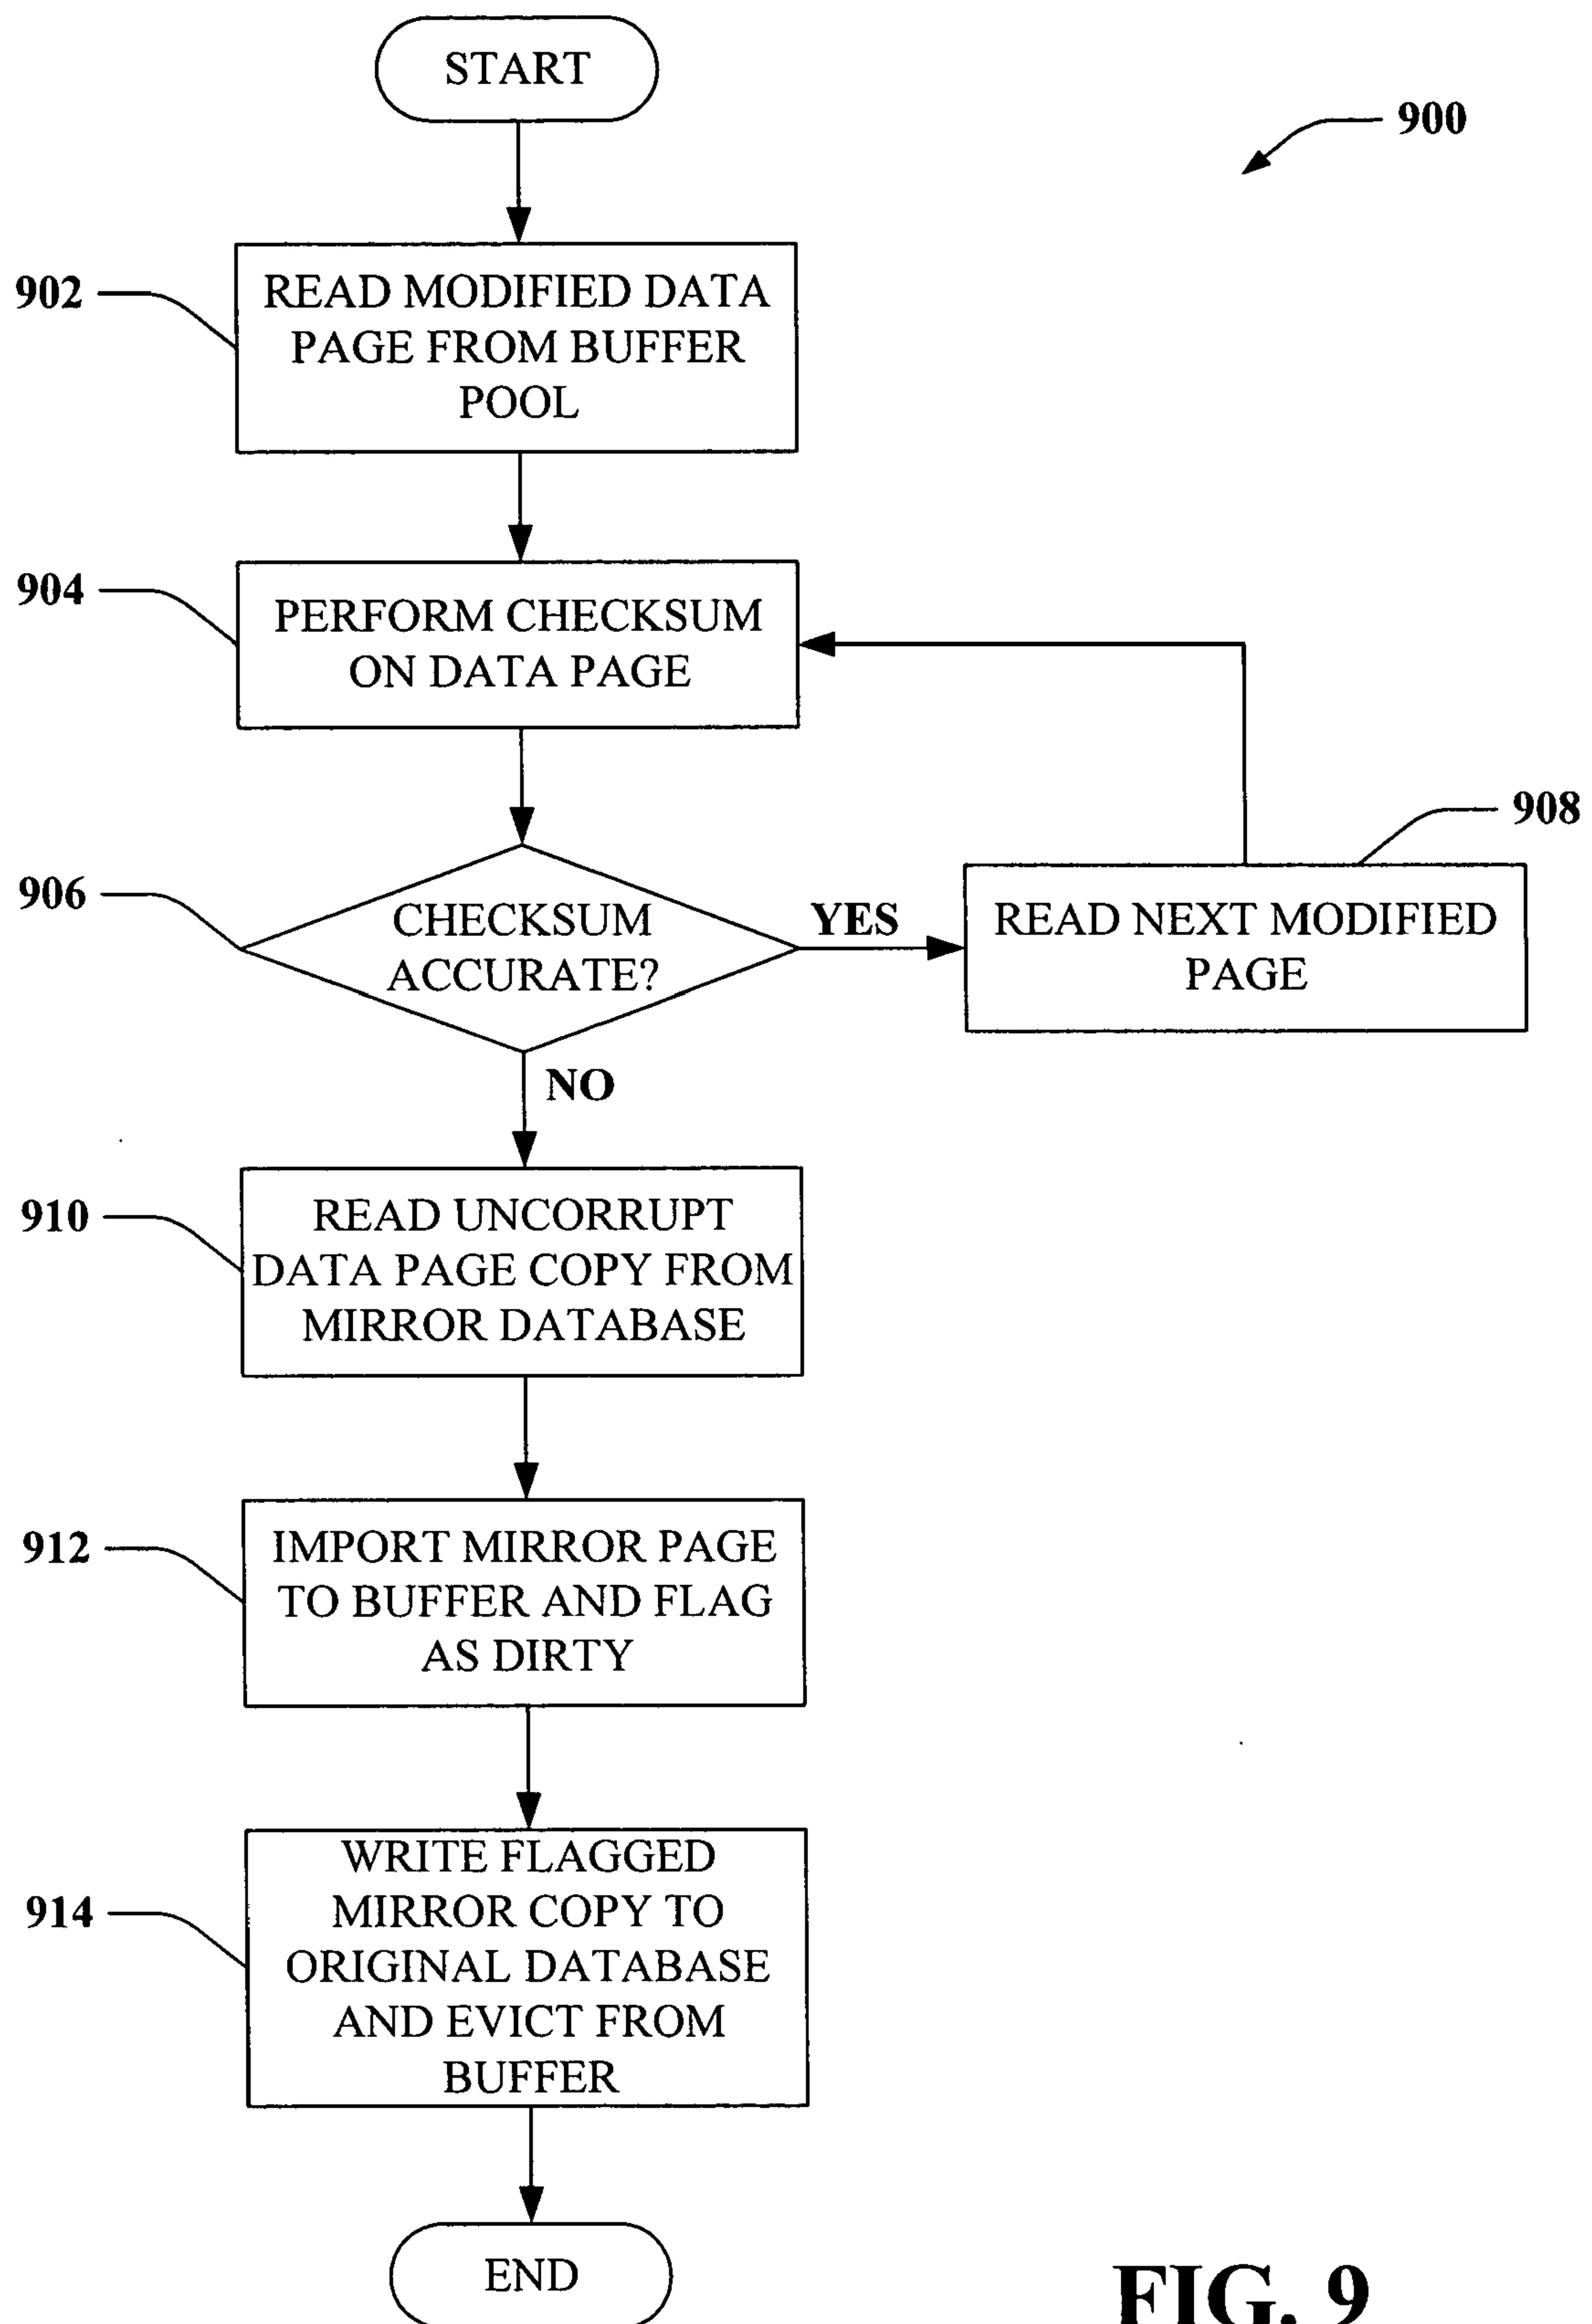 START
900
902
READ MODIFIED DATA
PAGE FROM BUFFER
POOL
904
PERFORM CHECKSUM
ON DATA PAGE
908
906
CHECKSUM
ACCURATE?
YES
READ NEXT MODIFIED
PAGE
NO
910
READ UNCORRUPT
DATA PAGE COPY FROM
MIRROR DATABASE
912
IMPORT MIRROR PAGE
TO BUFFER AND FLAG
AS DIRTY
914
WRITE FLAGGED
MIRROR COPY TO
ORIGINAL DATABASE
AND EVICT FROM
BUFFER
END
FIG. 9